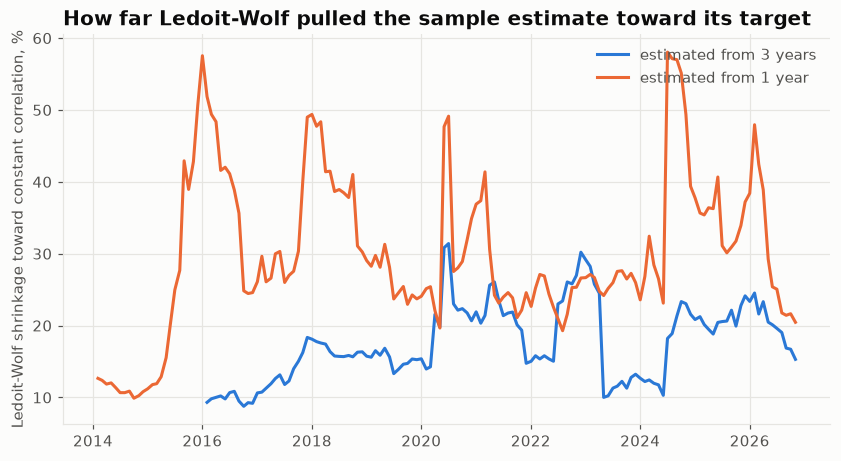 How far Ledoit-Wolf pulled the sample estimate toward its target
Ledoit-Wolf shrinkage toward constant correlation, %
estimated from 3 years
estimated from 1 year
60
50
40
30
20
10
2014 2016 2018 2020 2022 2024 2026